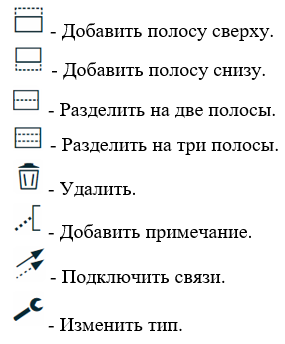 - Добавить полосу сверху.
- Добавить полосу снизу.
- Разделить на две полосы.
- Разделить на три полосы.
- Удалить.
- Добавить примечание.
- Подключить связи.
- Изменить тип.